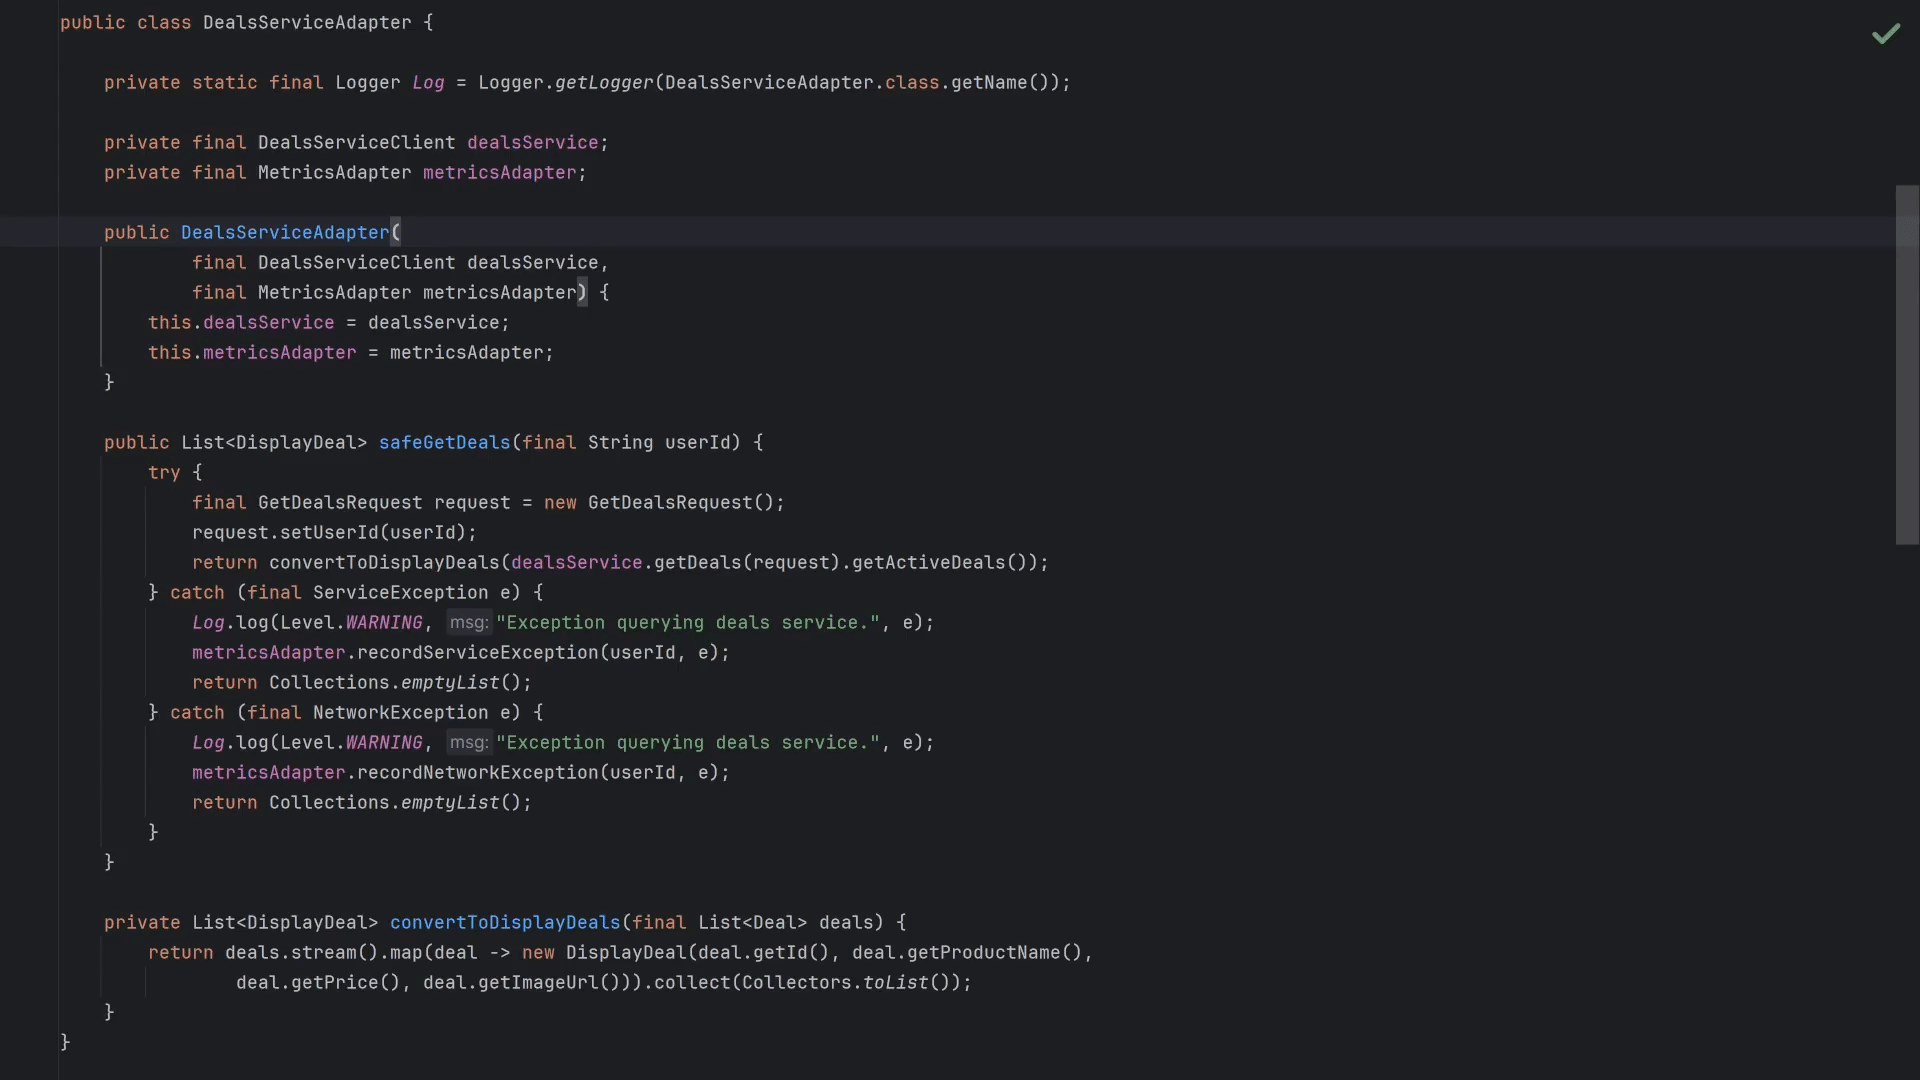 public class DealsServiceAdapter {
private static final Logger Log = Logger.getLogger(DealsServiceAdapter.class.getName());
private final DealsServiceClient dealsService;
private final MetricsAdapter metricsAdapter;
public DealsServiceAdapter(
final DealsServiceClient dealsService,
final MetricsAdapter metricsAdapter) {
this.dealsService = dealsService;
this.metricsAdapter = metricsAdapter;
}
public List<DisplayDeal> safeGetDeals(final String userId) {
try {
final GetDealsRequest request = new GetDealsRequest();
request.setUserId(userId);
return convertToDisplayDeals(dealsService.getDeals(request).getActiveDeals());
} catch (final ServiceException e) {
Log.log(Level.WARNING, msg: "Exception querying deals service.", e);
metricsAdapter.recordServiceException(userId, e);
return Collections.emptyList();
} catch (final NetworkException e) {
Log.log(Level.WARNING, msg: "Exception querying deals service.", e);
metricsAdapter.recordNetworkException(userId, e);
return Collections.emptyList();
}
}
private List<DisplayDeal> convertToDisplayDeals(final List<Deal> deals) {
return deals.stream().map(deal -> new DisplayDeal(deal.getId(), deal.getProductName(),
deal.getPrice(), deal.getImageUrl())).collect(Collectors.toList());
}
}